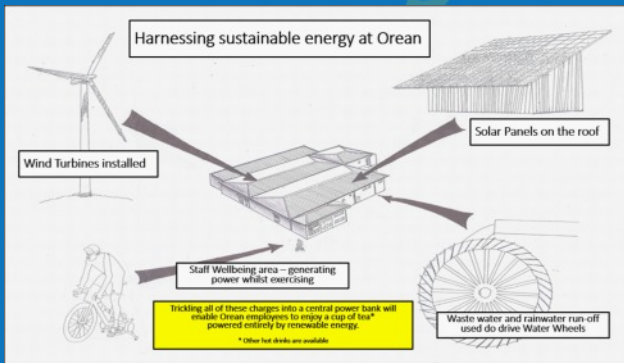 Harnessing sustainable energy at Orean
Wind Turbines installed
Solar Panels on the roof
Staff Wellbeing area – generating
power whilst exercising
Trickling all of these charges into a central power bank will
enable Orean employees to enjoy a cup of tea*
powered entirely by renewable energy.
* Other hot drinks are available
Waste water and rainwater run-off
used do drive Water Wheels